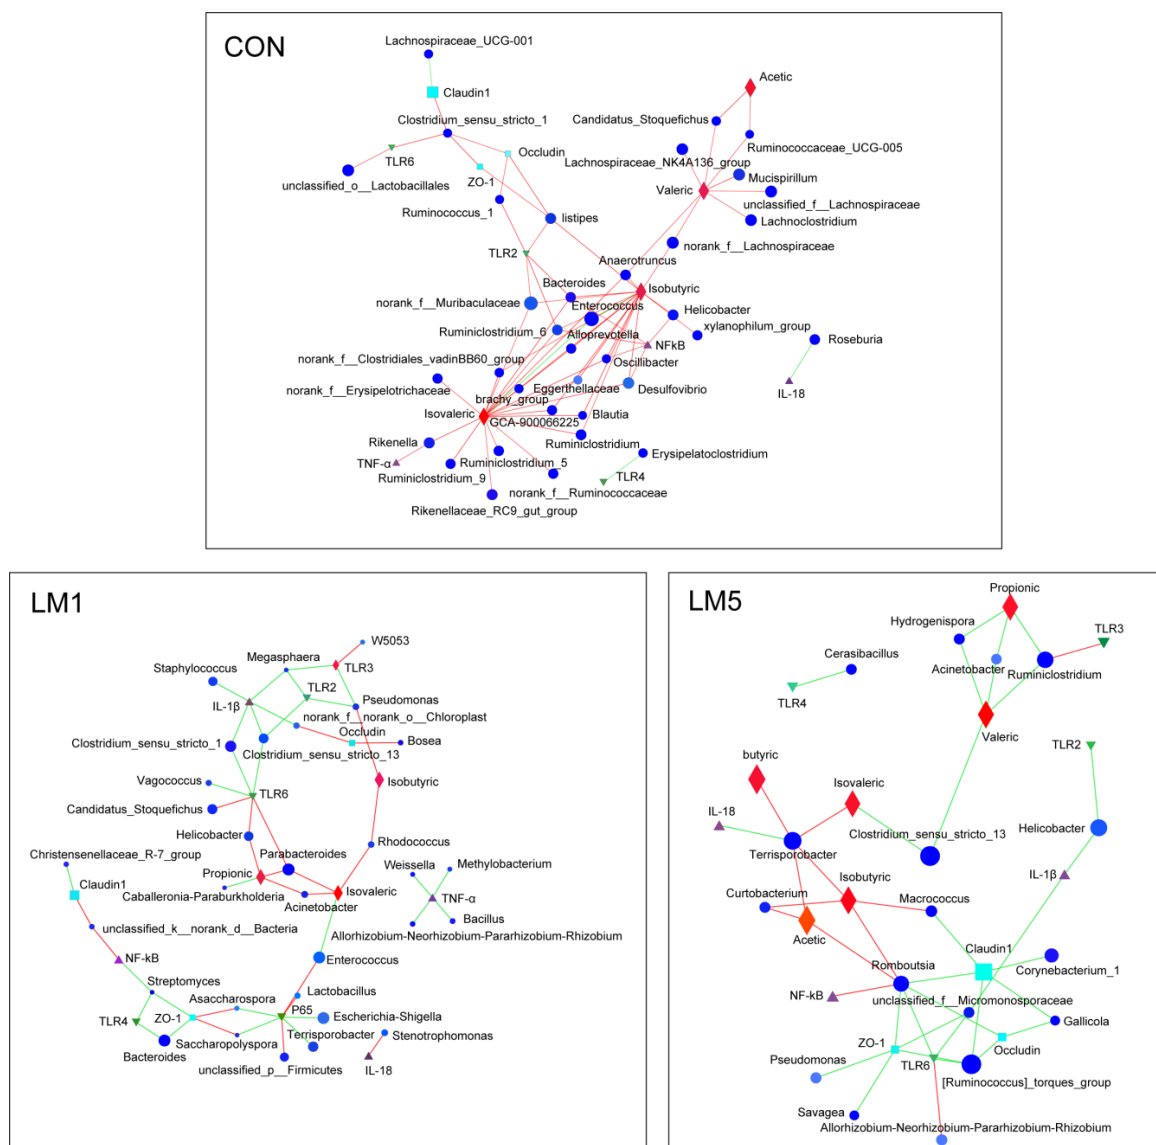 CON
Lachnospiraceae_UCG-001
Claudin1
Clostridium_sensu_stricto_1
TLR6
unclassified_o__Lactobacillales
Occludin
ZO-1
Ruminococcus_1
listipes
TLR2
Acetic
Candidatus_Stoquefichus
Ruminococcaceae_UCG-005
Lachnospiraceae_NK4A136_group
Mucispirillum
Valeric
unclassified_f__Lachnospiraceae
Lachnoclostridium
norank_f__Lachnospiraceae
Anaerotruncus
Bacteroides
Isobutyric
norank_f__Muribaculaceae
Enterococcus
Helicobacter
Ruminiclostridium_6
Alloprevotella
xylanophilum_group
NFkB
Roseburia
norank_f__Clostridiales_vadinBB60_group
Oscillibacter
norank_f__Erysipelotrichaceae
Eggerthellaceae
Desulfovibrio
IL-18
brachy_group
Isovaleric
GCA-900066225
Blautia
Rikenella
Ruminiclostridium
TNF-α
Ruminiclostridium_5
Erysipelatoclostridium
Ruminiclostridium_9
TLR4
norank_f__Ruminococcaceae
Rikenellaceae_RC9_gut_group
LM1
W5053
Megasphaera
Staphylococcus
TLR3
TLR2
Pseudomonas
IL-1β
norank_f__norank_o__Chloroplast
Occludin
Bosea
Clostridium_sensu_stricto_1
Clostridium_sensu_stricto_13
Vagococcus
Isobutyric
TLR6
Candidatus_Stoquefichus
Helicobacter
Rhodococcus
Christensenellaceae_R-7_group
Parabacteroides
Weissella
Methylobacterium
Propionic
Isovaleric
Claudin1
Caballeronia-Paraburkholderia
TNF-α
Acinetobacter
Bacillus
unclassified_k__norank_d__Bacteria
Allorhizobium-Neorhizobium-Pararhizobium-Rhizobium
NF-kB
Enterococcus
Streptomyces
Asaccharospora
Lactobacillus
P65
TLR4
ZO-1
Escherichia-Shigella
Saccharopolyspora
Terrisporobacter
Stenotrophomonas
Bacteroides
unclassified_p__Firmicutes
IL-18
LM5
Propionic
Hydrogenispora
TLR3
Cerasibacillus
Acinetobacter
Ruminiclostridium
TLR4
Valeric
TLR2
butyric
Isovaleric
IL-18
Clostridium_sensu_stricto_13
Helicobacter
Terrisporobacter
IL-1β
Isobutyric
Curtobacterium
Macrococcus
Acetic
Claudin1
Romboutsia
Corynebacterium_1
NF-kB
unclassified_f__Micromonosporaceae
Gallicola
ZO-1
Occludin
Pseudomonas
TLR6
[Ruminococcus]_torques_group
Savagea
Allorhizobium-Neorhizobium-Pararhizobium-Rhizobium